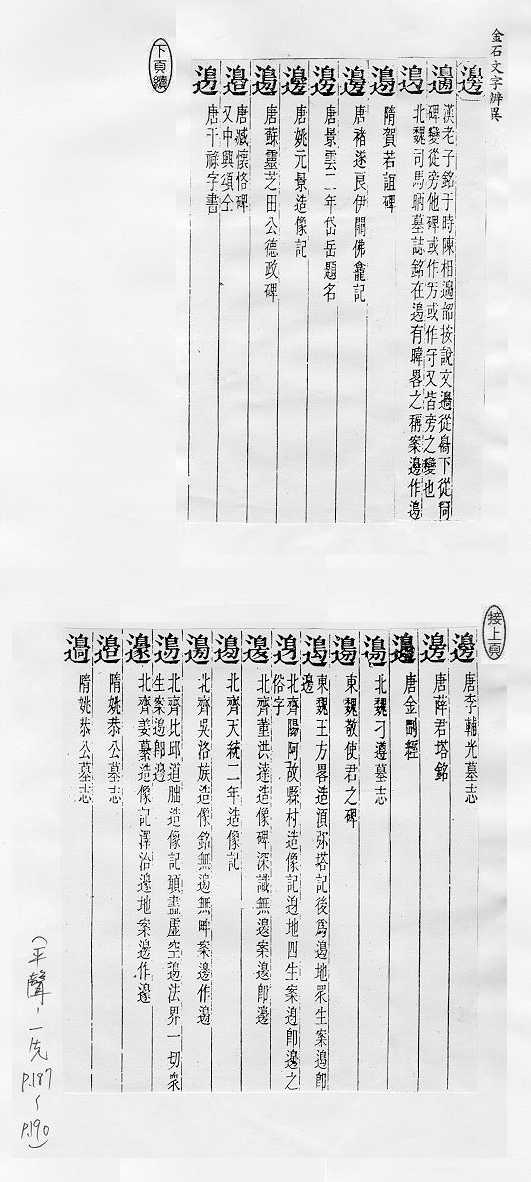 金石文字辨異
邊
邊 漢老子銘于時陳相邊韶按說文邊從𦤝下從𠔁
碑變從旁他碑或作方或作守又皆旁之變也
邊 北魏司馬昞墓誌銘在邊有暐畧之稱案邊作邊
邊 隋賀若誼碑
邊 唐褚遂良伊闕佛龕記
邊 唐景雲二年岱岳題名
邊 唐姚元景造像記
邊 唐蘇靈芝田公德政碑
邊 唐臧懷恪碑
又中興頌仝
邊 唐干祿字書
下頁續
接上頁
邊 唐李輔光墓志
邊 唐薛君塔銘
邊 唐金剛經
邊 北魏刁遵墓志
邊 東魏敬使君之碑
邊 東魏王方畧造須弥塔記後為邊地眾生案邊即
邊
邊 北齊陽阿故縣村造像記邊地四生案邊即邊之
俗字
邊 北齊董洪達造像碑深識無邊案邊即邊
邊 北齊天統二年造像記
邊 北齊吳洛族造像銘無邊無畔案邊作邊
邊 北齊比邱道朏造像記頭盡虛空邊法界一切眾
生案邊即邊
邊 北齊姜纂造像記澤洽邊地案邊作邊
邊 隋姚恭公墓志
邊 隋姚恭公墓志
(平聲-一先
P.187~
P.190)